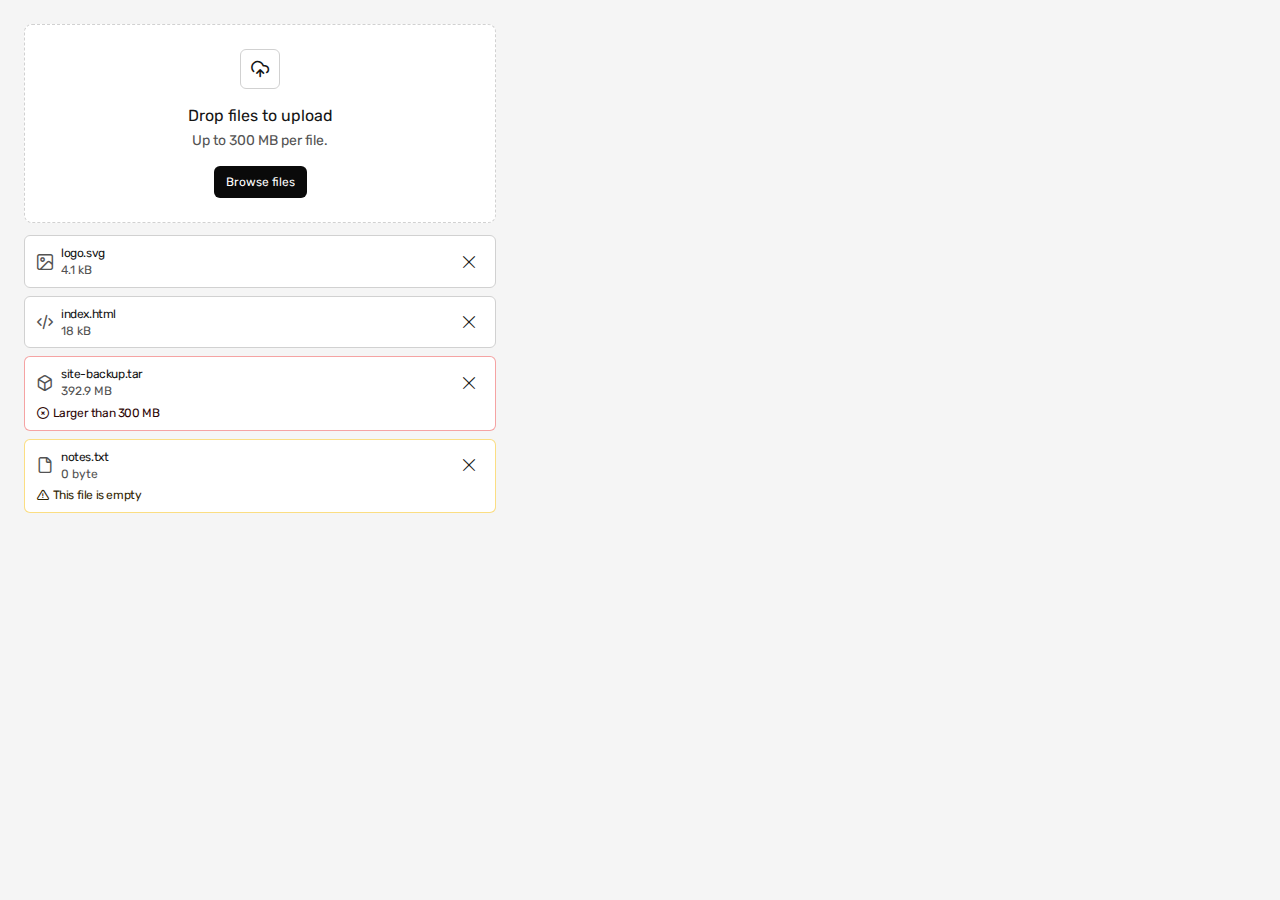 Drop files to upload
Up to 300 MB per file.
Browse files
logo.svg
4.1 kB
index.html
18 kB
site-backup.tar
392.9 MB
Larger than 300 MB
notes.txt
0 byte
This file is empty